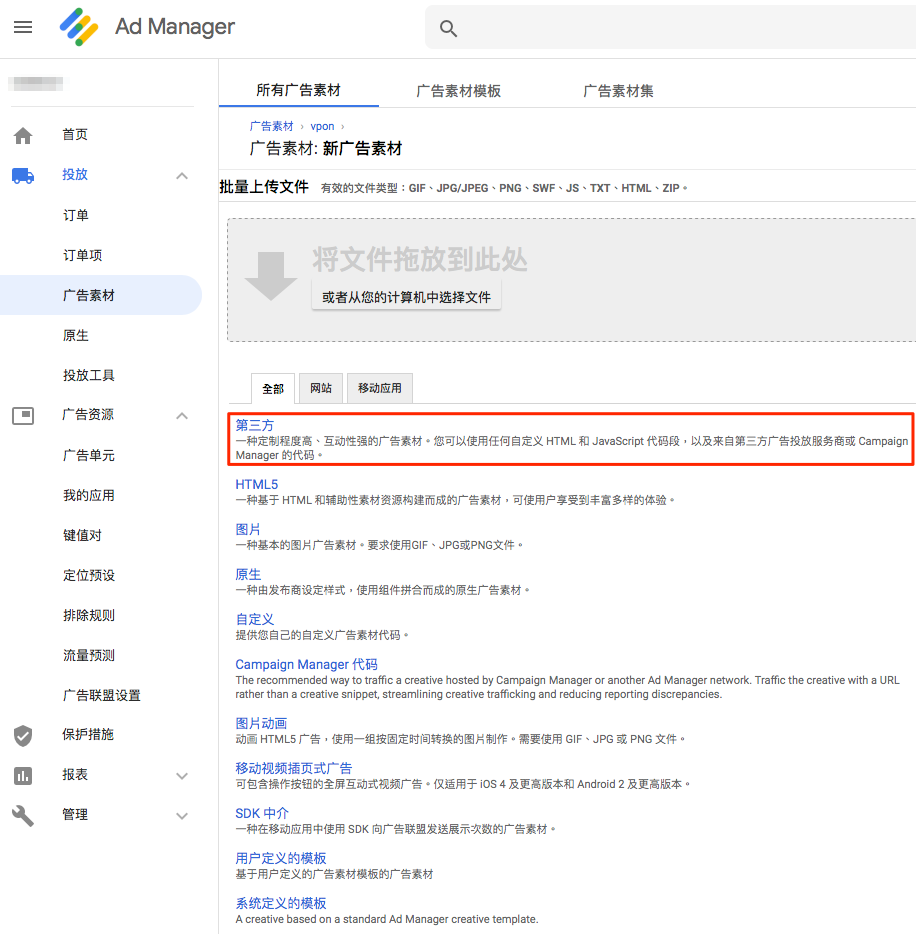 Ad Manager
首页
投放
订单
订单项
广告素材
原生
投放工具
广告资源
广告单元
我的应用
键值对
定位预设
排除规则
流量预测
广告联盟设置
保护措施
报表
管理
所有广告素材 广告素材模板 广告素材集
广告素材 › vpon ›
广告素材: 新广告素材
批量上传文件 有效的文件类型：GIF、JPG/JPEG、PNG、SWF、JS、TXT、HTML、ZIP。
将文件拖放到此处
或者从您的计算机中选择文件
全部 网站 移动应用
第三方
一种定制程度高、互动性强的广告素材。您可以使用任何自定义 HTML 和 JavaScript 代码段，以及来自第三方广告投放服务商或 Campaign
Manager 的代码。
HTML5
一种基于 HTML 和辅助性素材资源构建而成的广告素材，可使用户享受到丰富多样的体验。
图片
一种基本的图片广告素材。要求使用GIF、JPG或PNG文件。
原生
一种由发布商设定样式，使用组件拼合而成的原生广告素材。
自定义
提供您自己的自定义广告素材代码。
Campaign Manager 代码
The recommended way to traffic a creative hosted by Campaign Manager or another Ad Manager network. Traffic the creative with a URL
rather than a creative snippet, streamlining creative trafficking and reducing reporting discrepancies.
图片动画
动画 HTML5 广告，使用一组按固定时间转换的图片制作。需要使用 GIF、JPG 或 PNG 文件。
移动视频插页式广告
可包含操作按钮的全屏互动式视频广告。仅适用于 iOS 4 及更高版本和 Android 2 及更高版本。
SDK 中介
一种在移动应用中使用 SDK 向广告联盟发送展示次数的广告素材。
用户定义的模板
基于用户定义的广告素材模板的广告素材
系统定义的模板
A creative based on a standard Ad Manager creative template.